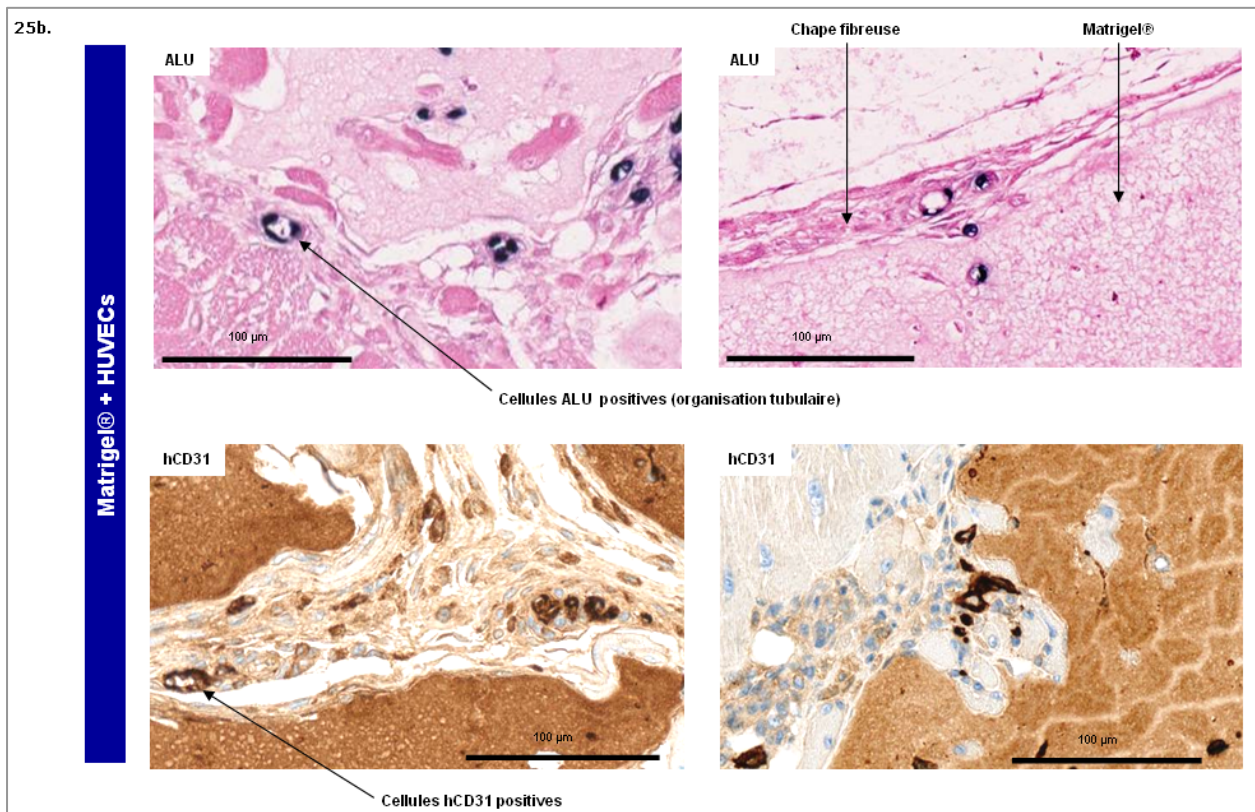 25b.
Chape fibreuse
Matrigel®
ALU
ALU
Matrigel® + HUVECs
100 µm
100 µm
Cellules ALU positives (organisation tubulaire)
hCD31
hCD31
100 µm
100 µm
Cellules hCD31 positives